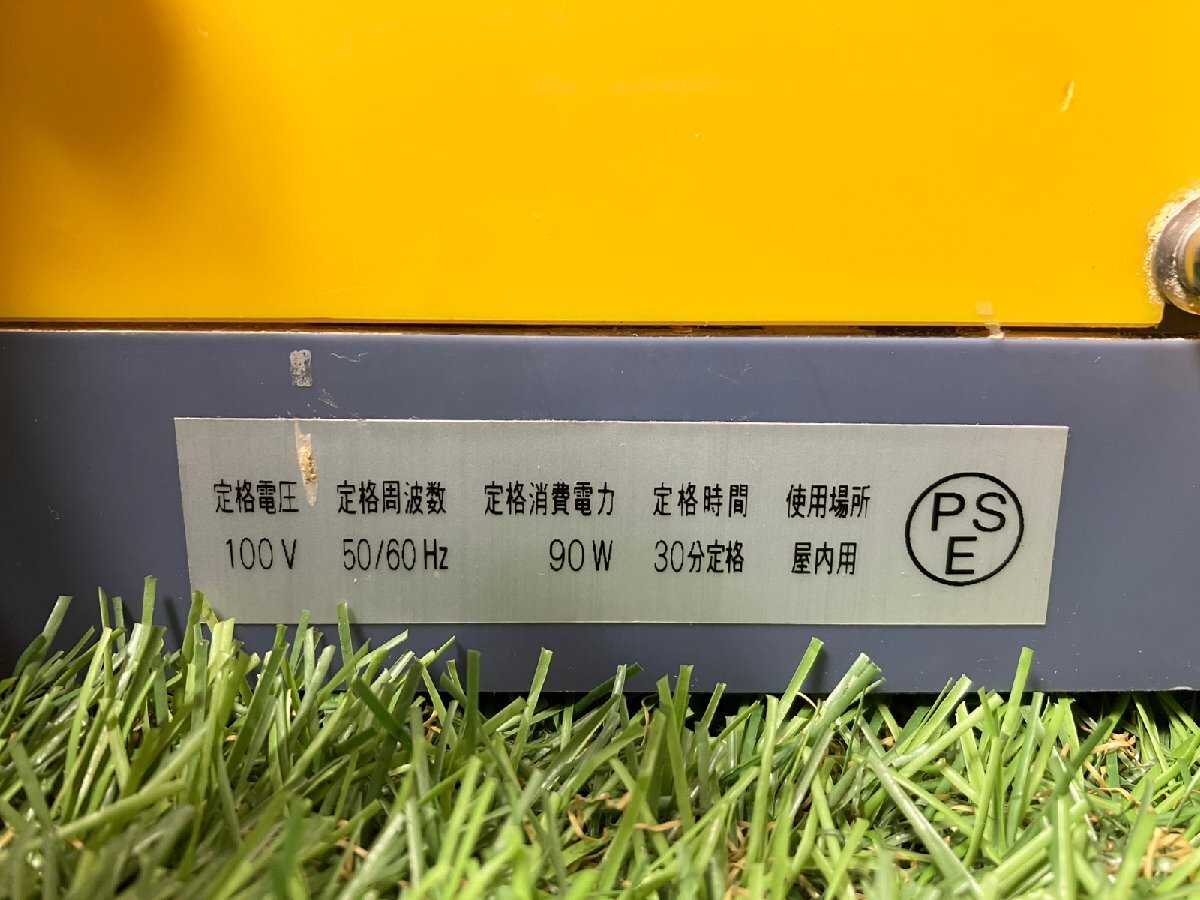 定格電圧 定格周波数 定格消費電力 定格時間 使用場所
100V 50/60Hz 90W 30分定格 屋内用
PS
E